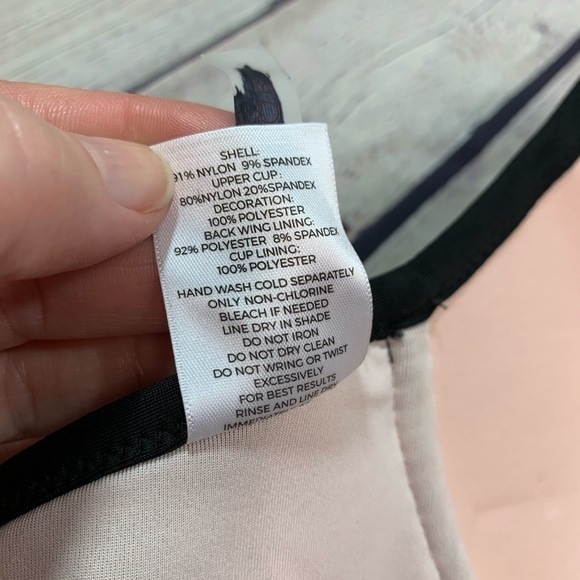 SHELL:
91% NYLON 9% SPANDEX
UPPER CUP:
80%NYLON 20%SPANDEX
DECORATION:
100% POLYESTER
BACK WING LINING:
92% POLYESTER 8% SPANDEX
CUP LINING:
100% POLYESTER
HAND WASH COLD SEPARATELY
ONLY NON-CHLORINE
BLEACH IF NEEDED
LINE DRY IN SHADE
DO NOT IRON
DO NOT DRY CLEAN
DO NOT WRING OR TWIST
EXCESSIVELY
FOR BEST RESULTS
RINSE AND LINE DRY